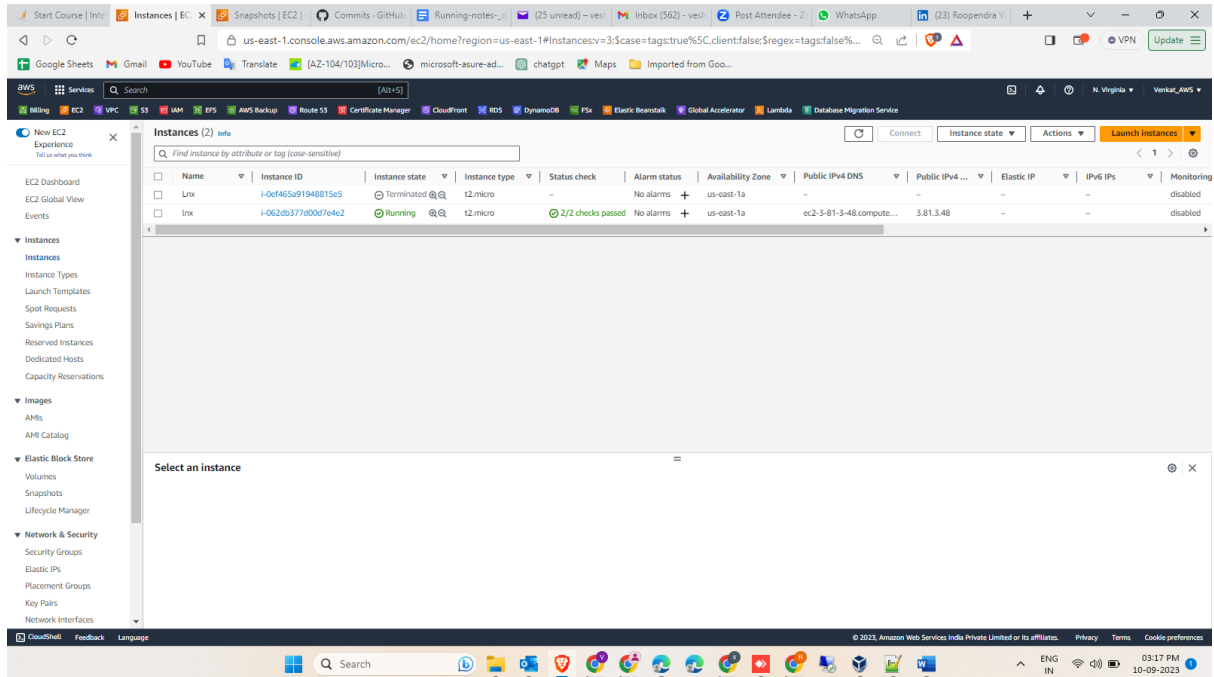 Start Course | Inte
Instances | EC
Snapshots | EC2 |
Commits · GitHub
Running-notes-_o
(25 unread) – vesh
Inbox (562) - vesh
Post Attendee - Z
WhatsApp
(23) Roopendra V
us-east-1.console.aws.amazon.com/ec2/home?region=us-east-1#Instances:v=3;$case=tags:true%5C,client:false;$regex=tags:false%...
VPN
Update
Google Sheets
Gmail
YouTube
Translate
[AZ-104/103]Micro...
microsoft-asure-ad...
chatgpt
Maps
Imported from Goo...
aws
Services
Search
[Alt+S]
N. Virginia
Venkat_AWS
Billing
EC2
VPC
S3
IAM
EFS
AWS Backup
Route 53
Certificate Manager
CloudFront
RDS
DynamoDB
FSx
Elastic Beanstalk
Global Accelerator
Lambda
Database Migration Service
New EC2
Experience
Tell us what you think
EC2 Dashboard
EC2 Global View
Events
Instances
Instances
Instance Types
Launch Templates
Spot Requests
Savings Plans
Reserved Instances
Dedicated Hosts
Capacity Reservations
Images
AMIs
AMI Catalog
Elastic Block Store
Volumes
Snapshots
Lifecycle Manager
Network & Security
Security Groups
Elastic IPs
Placement Groups
Key Pairs
Network Interfaces
Instances (2) Info
Connect
Instance state
Actions
Launch instances
Find instance by attribute or tag (case-sensitive)
1
Name Instance ID Instance state Instance type Status check Alarm status Availability Zone Public IPv4 DNS Public IPv4 ... Elastic IP IPv6 IPs Monitoring
Lnx i-0ef465a91948815e5 Terminated t2.micro – No alarms + us-east-1a – – – – disabled
lnx i-062db377d00d7e4e2 Running t2.micro 2/2 checks passed No alarms + us-east-1a ec2-3-81-3-48.compute... 3.81.3.48 – – disabled
Select an instance
CloudShell
Feedback
Language
© 2023, Amazon Web Services India Private Limited or its affiliates.
Privacy
Terms
Cookie preferences
Search
ENG
IN
03:17 PM
10-09-2023
1